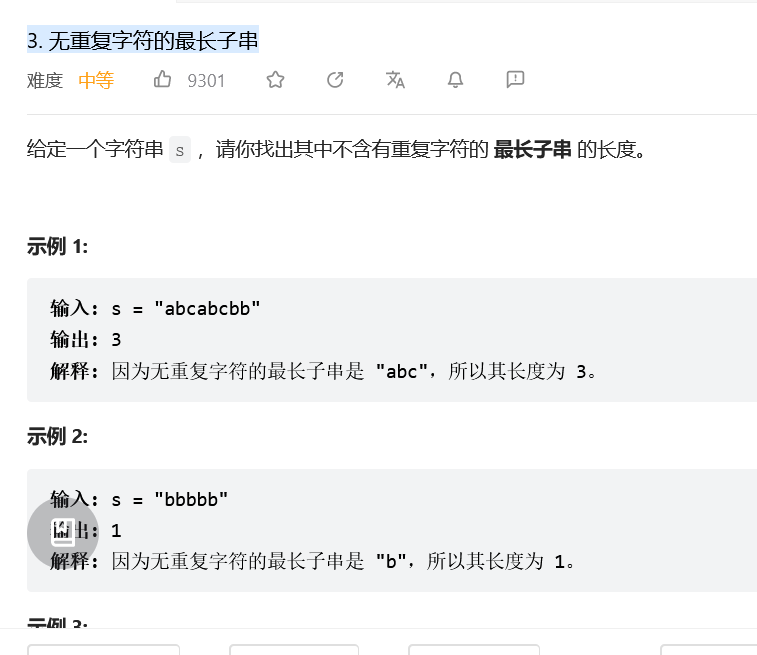 3. 无重复字符的最长子串
难度 中等 9301
给定一个字符串 s ，请你找出其中不含有重复字符的 最长子串 的长度。
示例 1:
输入: s = "abcabcbb"
输出: 3
解释: 因为无重复字符的最长子串是 "abc"，所以其长度为 3。
示例 2:
输入: s = "bbbbb"
输出: 1
解释: 因为无重复字符的最长子串是 "b"，所以其长度为 1。
示例 3: